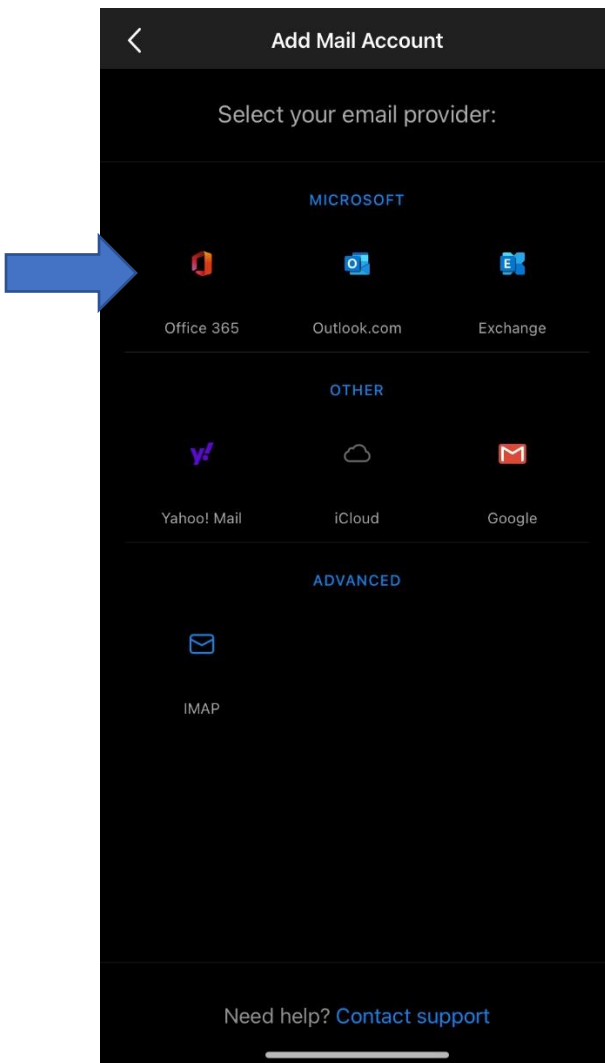 Add Mail Account
Select your email provider:
MICROSOFT
Office 365 Outlook.com Exchange
OTHER
Yahoo! Mail iCloud Google
ADVANCED
IMAP
Need help? Contact support